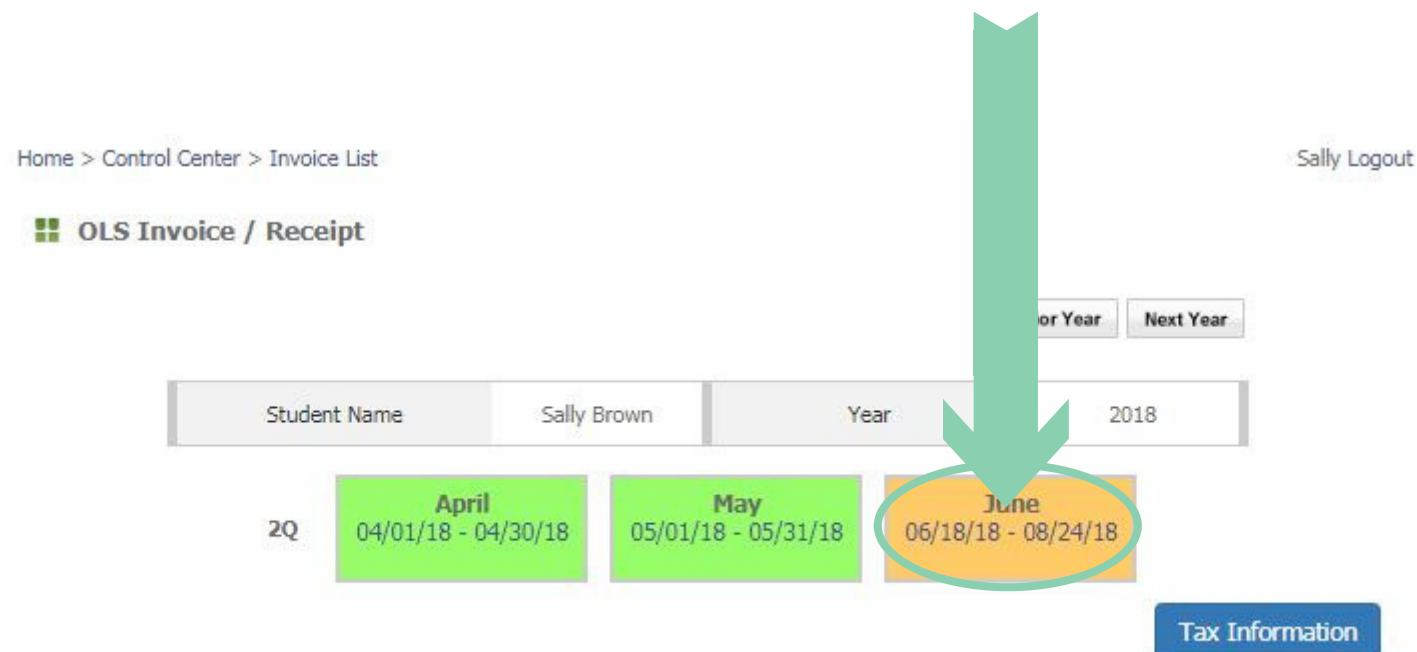 Home > Control Center > Invoice List
Sally Logout
OLS Invoice / Receipt
Year
Next Year
Student Name
Sally Brown
Year
2018
2Q
April
04/01/18 - 04/30/18
May
05/01/18 - 05/31/18
June
06/18/18 - 08/24/18
Tax Information